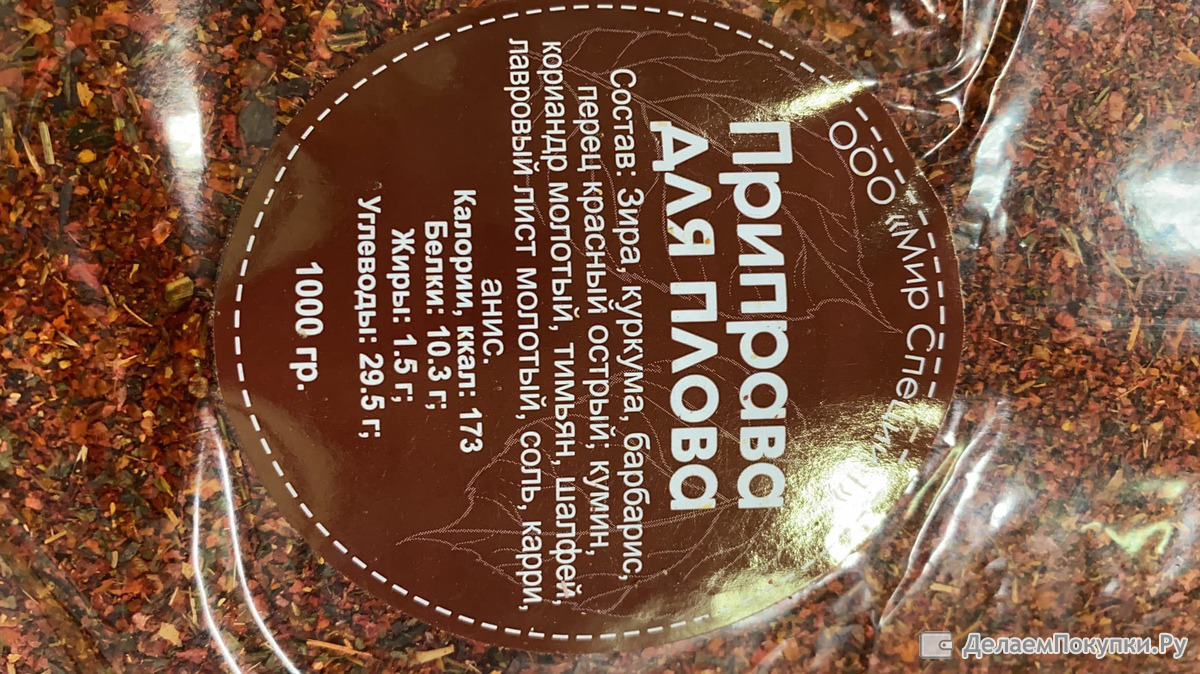 ООО «Мир Специй»
Приправа
для плова
Состав: Зира, куркума, барбарис,
перец красный острый; кумин,
кориандр молотый, тимьян, шалфей,
лавровый лист молотый, соль, карри,
анис.
Калории, ккал: 173
Белки: 10.3 г;
Жиры: 1.5 г;
Углеводы: 29.5 г;
1000 гр.
ДелаемПокупки.Ру